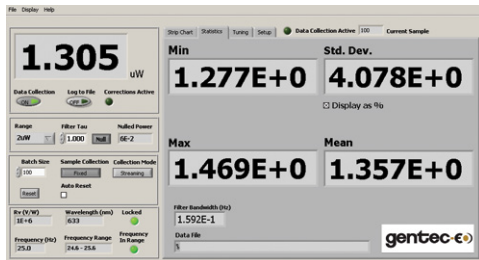 File Display Help
1.305 uW
Data Collection Log to File Corrections Active
ON OFF
Range Filter Tau Nulled Power
2uW 1.000 Null 6E-2
Batch Size Sample Collection Collection Mode
100 Fixed Streaming
Auto Reset
Reset
Rv (V/W) Wavelength (nm) Locked
1E+6 633
Frequency (Hz) Frequency Range Frequency In Range
25.0 24.6 - 25.6
Strip Chart Statistics Tuning Setup Data Collection Active 100 Current Sample
Min Std. Dev.
1.277E+0 4.078E+0
Display as %
Max Mean
1.469E+0 1.357E+0
Filter Bandwidth (Hz)
1.592E-1
Data File
gentec-eo